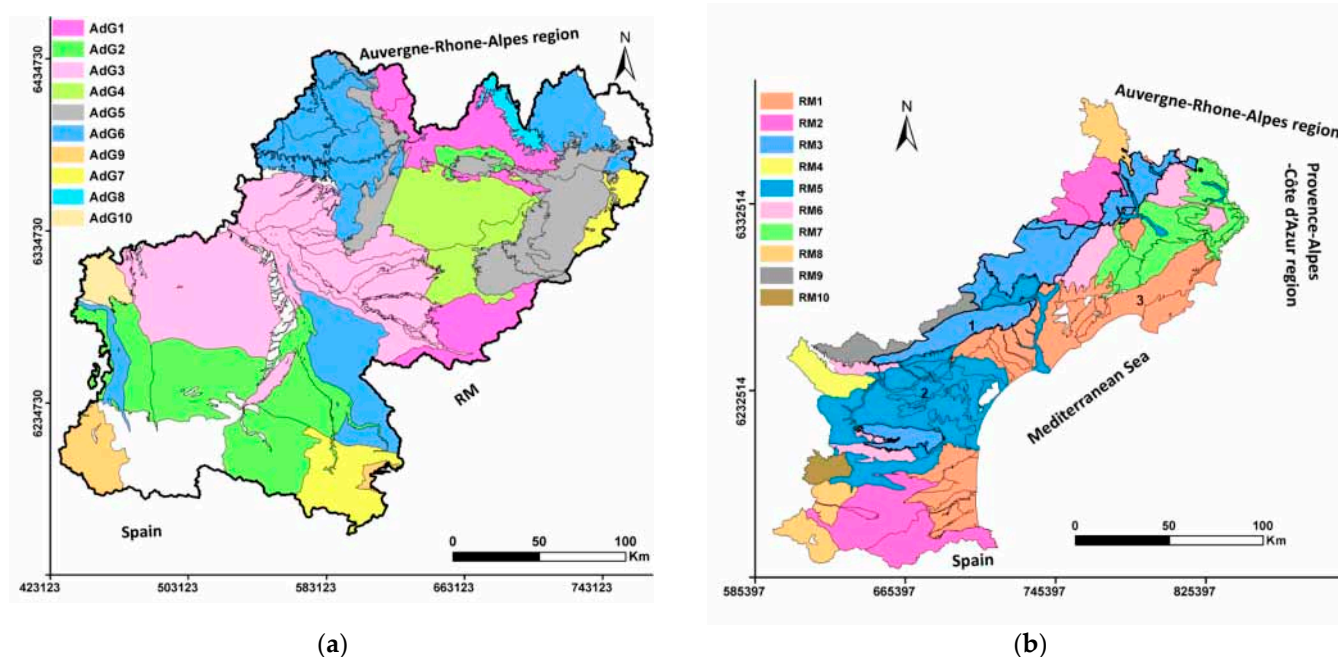 AdG1
AdG2
AdG3
AdG4
AdG5
AdG6
AdG9
AdG7
AdG8
AdG10
Auvergne-Rhone-Alpes region
N
RM
Spain
0 50 100
Km
6434730
6334730
6234730
423123 503123 583123 663123 743123
(a)
RM1
RM2
RM3
RM4
RM5
RM6
RM7
RM8
RM9
RM10
N
Auvergne-Rhone-Alpes region
Provence-Alpes
-Côte d'Azur region
1
2
3
Mediterranean Sea
Spain
0 50 100
Km
6332514
6232514
585397 665397 745397 825397
(b)